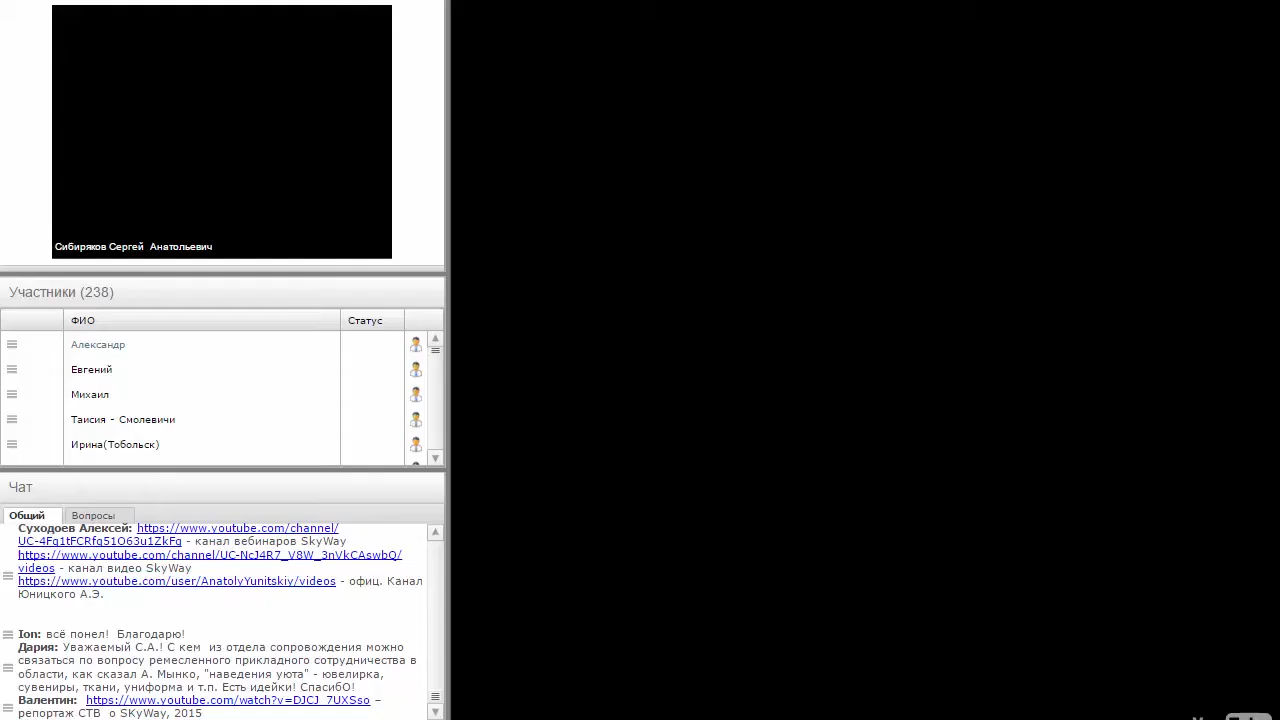 Сибиряков Сергей Анатольевич
Участники (238)
ФИО Статус
Александр
Евгений
Михаил
Таисия - Смолевичи
Ирина(Тобольск)
Чат
Общий Вопросы
Суходоев Алексей: https://www.youtube.com/channel/
UC-4Fg1tFCRfg51O63u1ZkFg - канал вебинаров SkyWay
https://www.youtube.com/channel/UC-NcJ4R7_V8W_3nVkCAswbQ/
videos - канал видео SkyWay
https://www.youtube.com/user/AnatolyYunitskiy/videos - офиц. Канал
Юницкого А.Э.
Ion: всё понел! Благодарю!
Дария: Уважаемый С.А.! С кем из отдела сопровождения можно
связаться по вопросу ремесленного прикладного сотрудничества в
области, как сказал А. Мынко, "наведения уюта" - ювелирка,
сувениры, ткани, униформа и т.п. Есть идейки! СпасибО!
Валентин: https://www.youtube.com/watch?v=DJCJ_7UXSso –
репортаж СТВ о SKyWay, 2015